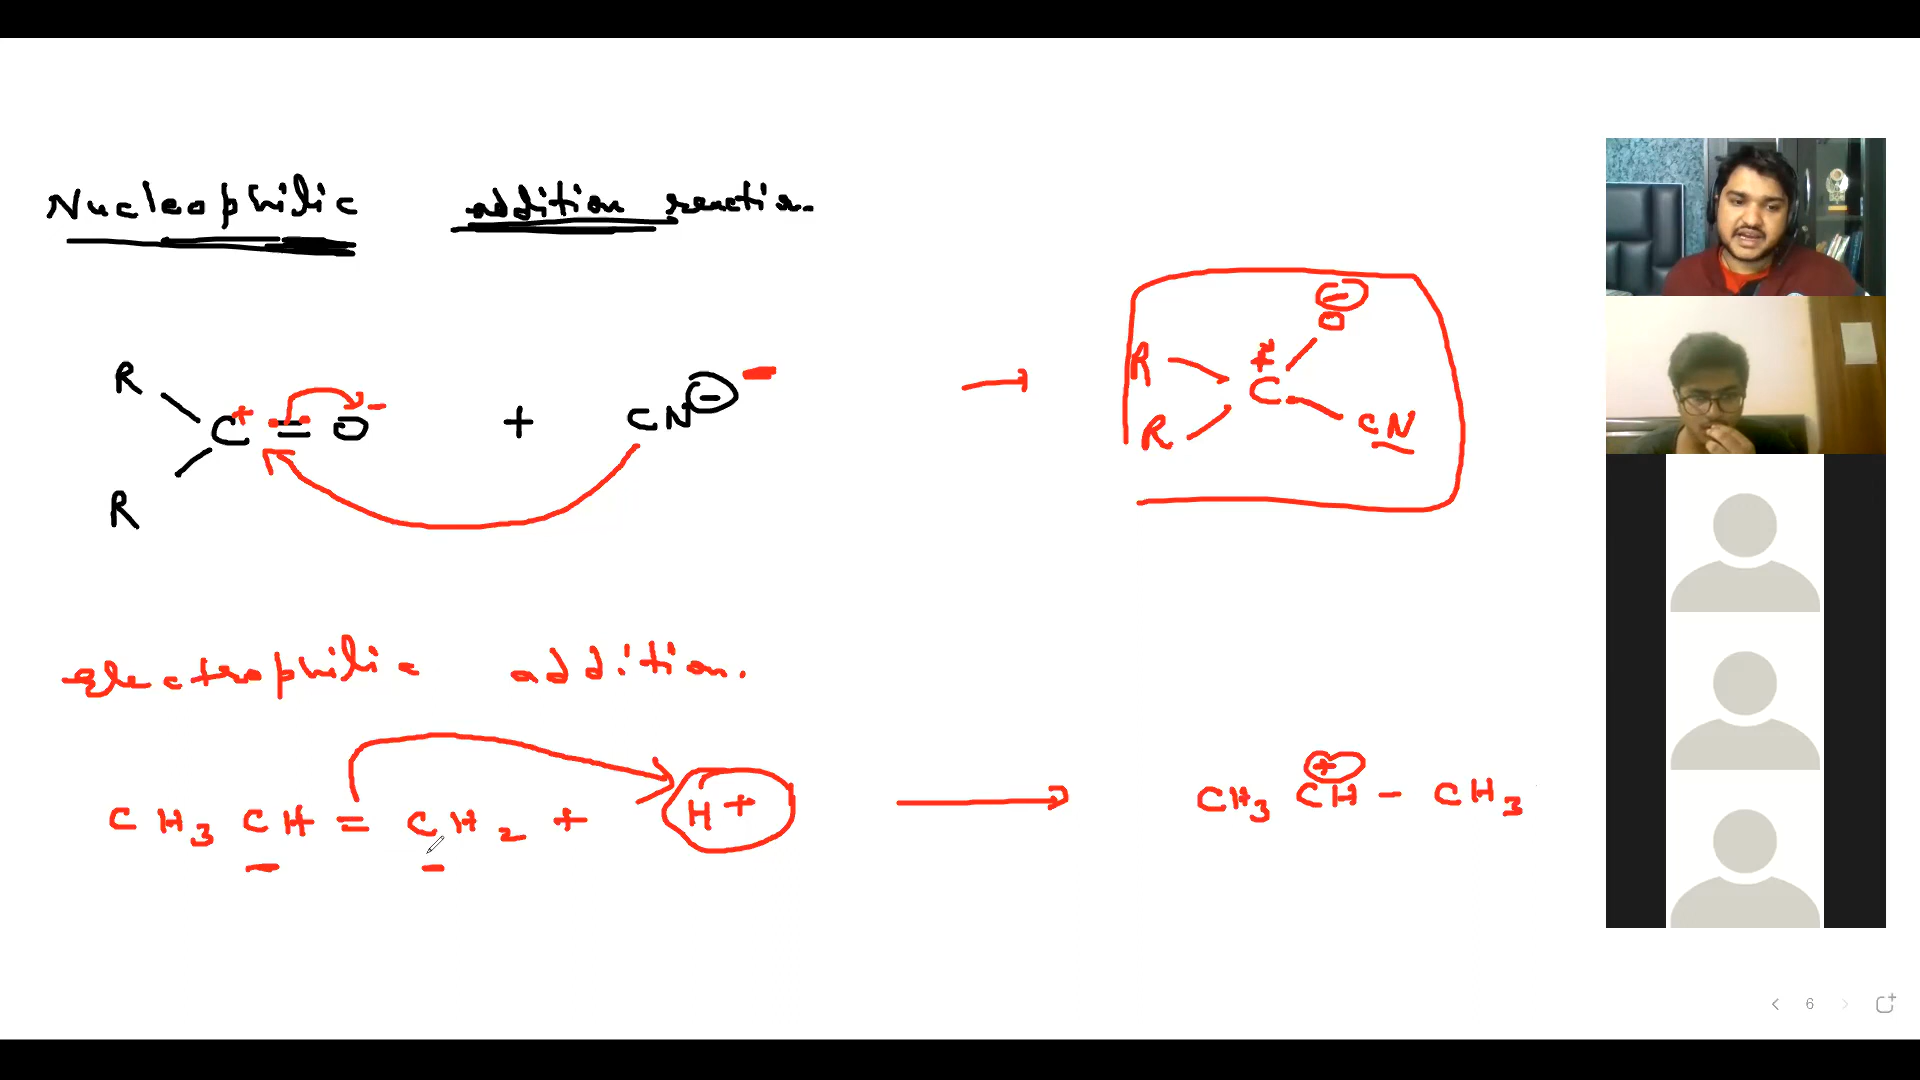 Nucleophilic addition reaction.
R
C+ = O- + CN⊖ -
R
→
⊖
O
R + C
R CN
Electrophilic addition.
CH3 CH = CH2 + H+ → CH3 CH⊕ - CH3
6